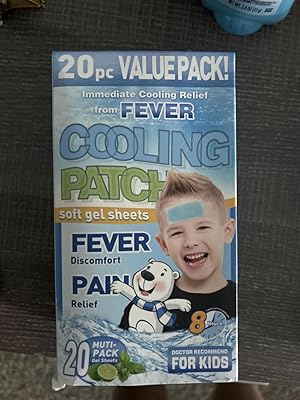 20pc VALUE PACK!
Immediate Cooling Relief
from FEVER
COOLING
PATCH
soft gel sheets
FEVER
Discomfort
PAIN
Relief
8
Hours
20 MUTI-
PACK
Gel Sheets
DOCTOR RECOMMEND
FOR KIDS